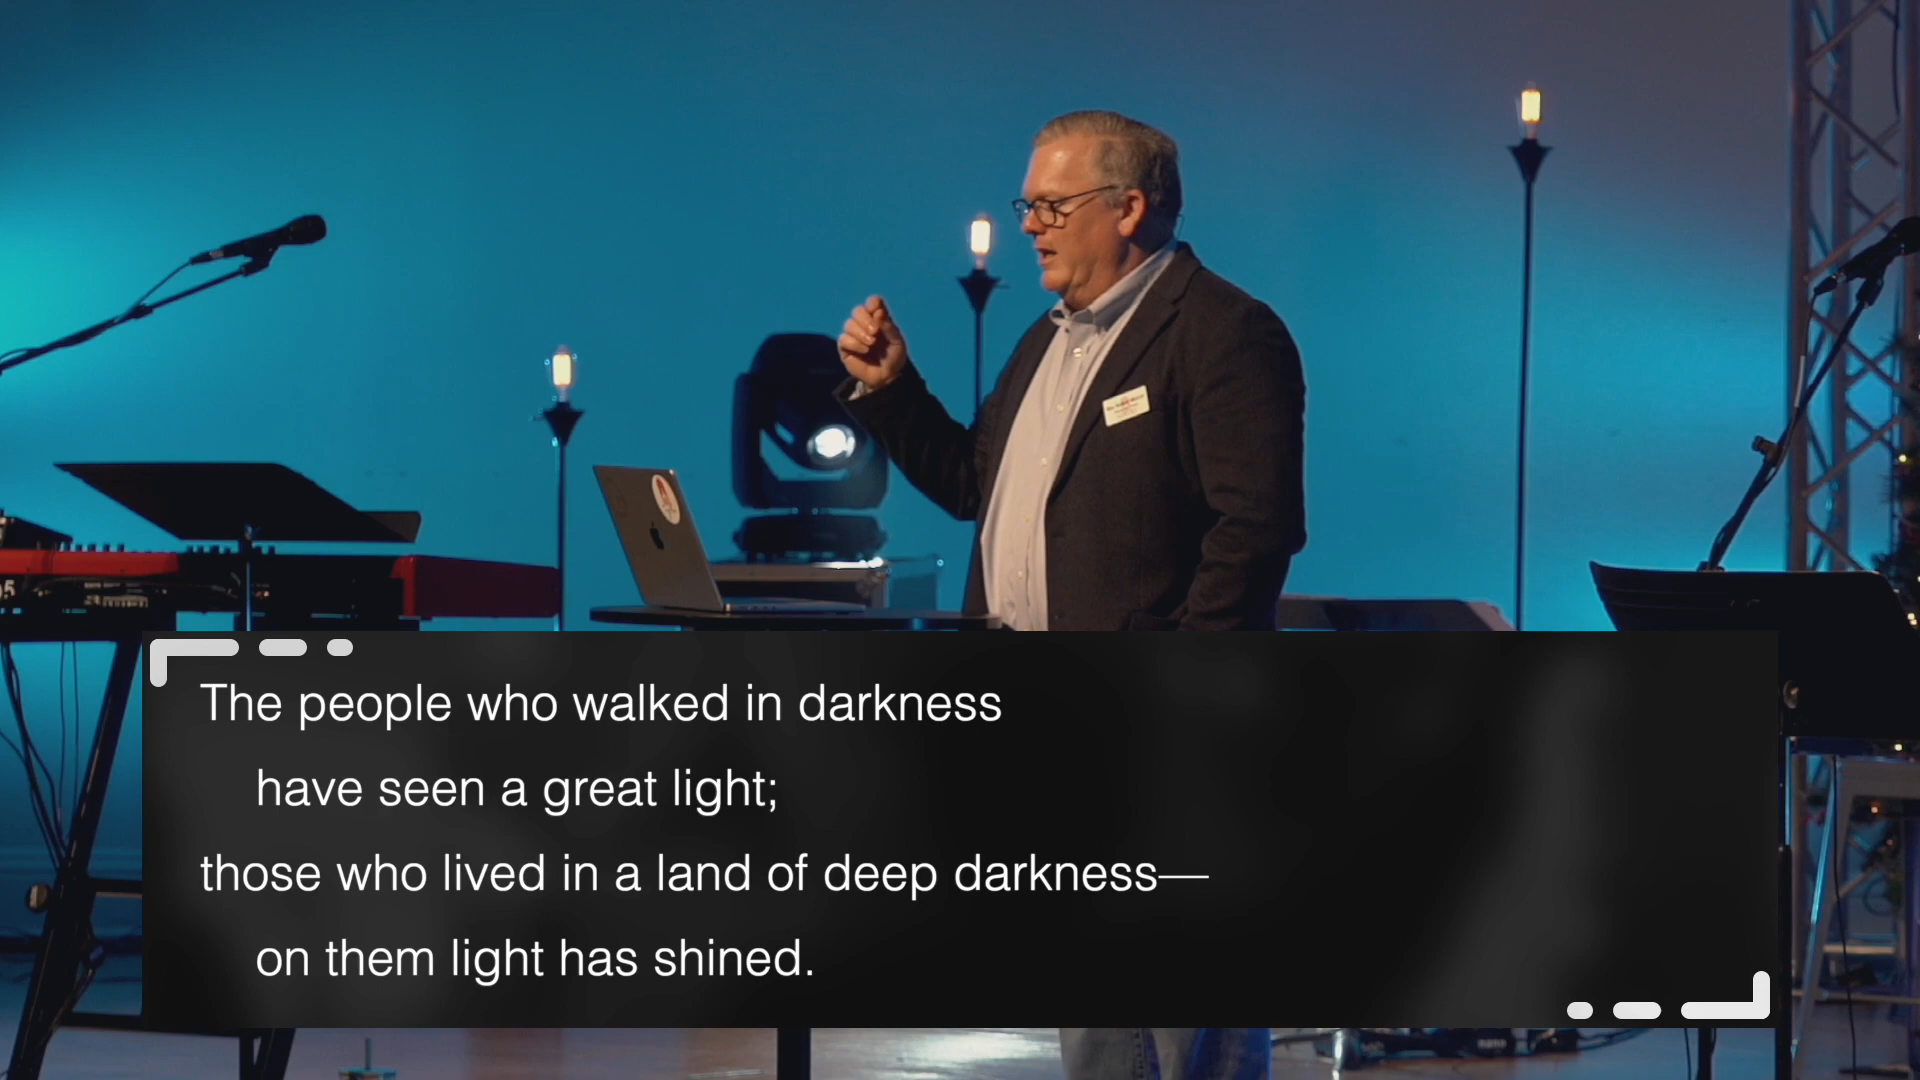 The people who walked in darkness
have seen a great light;
those who lived in a land of deep darkness—
on them light has shined.